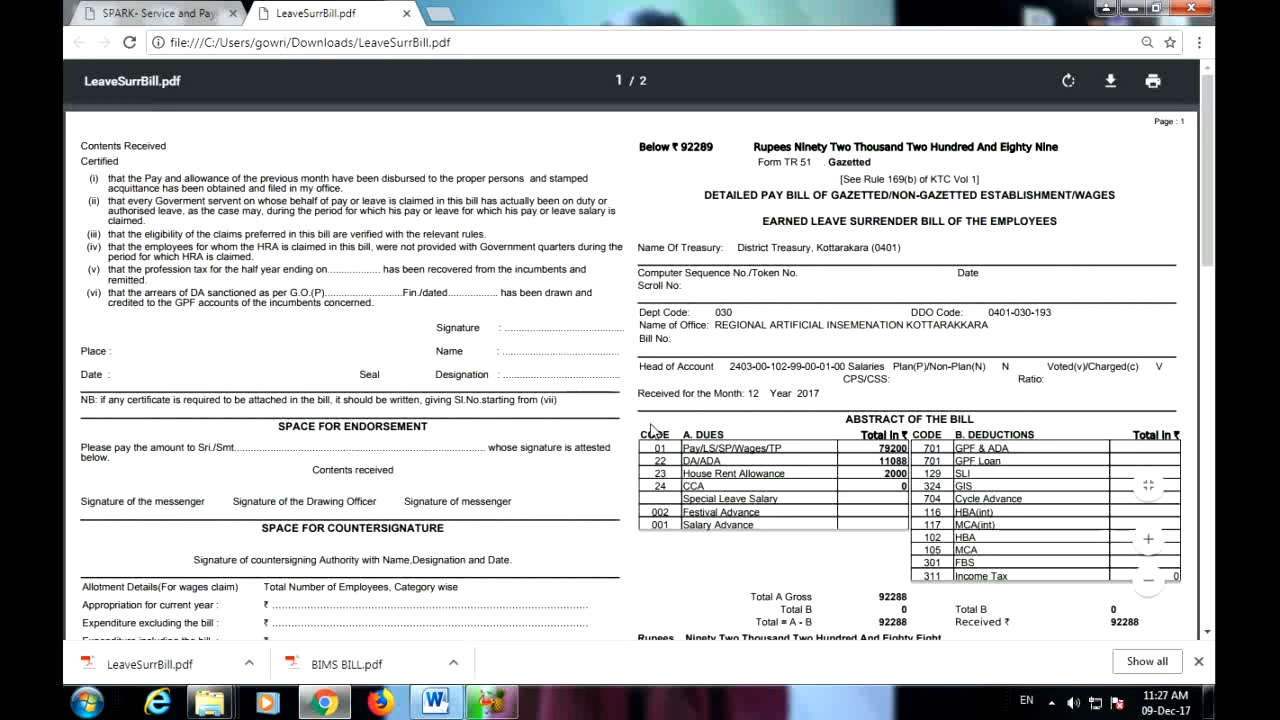 SPARK- Service and Pay
LeaveSurrBill.pdf
file:///C:/Users/gowri/Downloads/LeaveSurrBill.pdf
LeaveSurrBill.pdf
1 / 2
Page : 1
Contents Received
Certified
(i) that the Pay and allowance of the previous month have been disbursed to the proper persons and stamped
acquittance has been obtained and filed in my office.
(ii) that every Goverment servent on whose behalf of pay or leave is claimed in this bill has actually been on duty or
authorised leave, as the case may, during the period for which his pay or leave for which his pay or leave salary is
claimed.
(iii) that the eligibility of the claims preferred in this bill are verified with the relevant rules.
(iv) that the employees for whom the HRA is claimed in this bill, were not provided with Government quarters during the
period for which HRA is claimed.
(v) that the profession tax for the half year ending on.................. has been recovered from the incumbents and
remitted.
(vi) that the arrears of DA sanctioned as per G.O.(P)...........................Fin./dated................. has been drawn and
credited to the GPF accounts of the incumbents concerned.
Signature : .........................................
Place : Name : .........................................
Date : Seal Designation : .........................................
NB: if any certificate is required to be attached in the bill, it should be written, giving Sl.No.starting from (vii)
SPACE FOR ENDORSEMENT
Please pay the amount to Sri./Smt....................................................................................... whose signature is attested
below.
Contents received
Signature of the messenger Signature of the Drawing Officer Signature of messenger
SPACE FOR COUNTERSIGNATURE
Signature of countersigning Authority with Name,Designation and Date.
Allotment Details(For wages claim) Total Number of Employees, Category wise
Appropriation for current year : ₹ ...............................................................................................
Expenditure excluding the bill : ₹ ...............................................................................................
Expenditure including the bill :
Below ₹ 92289 Rupees Ninety Two Thousand Two Hundred And Eighty Nine
Form TR 51 . Gazetted
[See Rule 169(b) of KTC Vol 1]
DETAILED PAY BILL OF GAZETTED/NON-GAZETTED ESTABLISHMENT/WAGES
EARNED LEAVE SURRENDER BILL OF THE EMPLOYEES
Name Of Treasury: District Treasury, Kottarakara (0401)
Computer Sequence No./Token No. Date
Scroll No:
Dept Code: 030 DDO Code: 0401-030-193
Name of Office: REGIONAL ARTIFICIAL INSEMENATION KOTTARAKKARA
Bill No:
Head of Account 2403-00-102-99-00-01-00 Salaries Plan(P)/Non-Plan(N) N Voted(v)/Charged(c) V
CPS/CSS: Ratio:
Received for the Month: 12 Year 2017
ABSTRACT OF THE BILL
CODE A. DUES Total in ₹ CODE B. DEDUCTIONS Total in ₹
01 Pay/LS/SP/Wages/TP 79200 701 GPF & ADA
22 DA/ADA 11088 701 GPF Loan
23 House Rent Allowance 2000 129 SLI
24 CCA 0 324 GIS
Special Leave Salary 704 Cycle Advance
002 Festival Advance 116 HBA(int)
001 Salary Advance 117 MCA(int)
102 HBA
105 MCA
301 FBS
311 Income Tax 0
Total A Gross 92288
Total B 0 Total B 0
Total = A - B 92288 Received ₹ 92288
Rupees Ninety Two Thousand Two Hundred And Eighty Eight
LeaveSurrBill.pdf
BIMS BILL.pdf
Show all
EN
11:27 AM
09-Dec-17